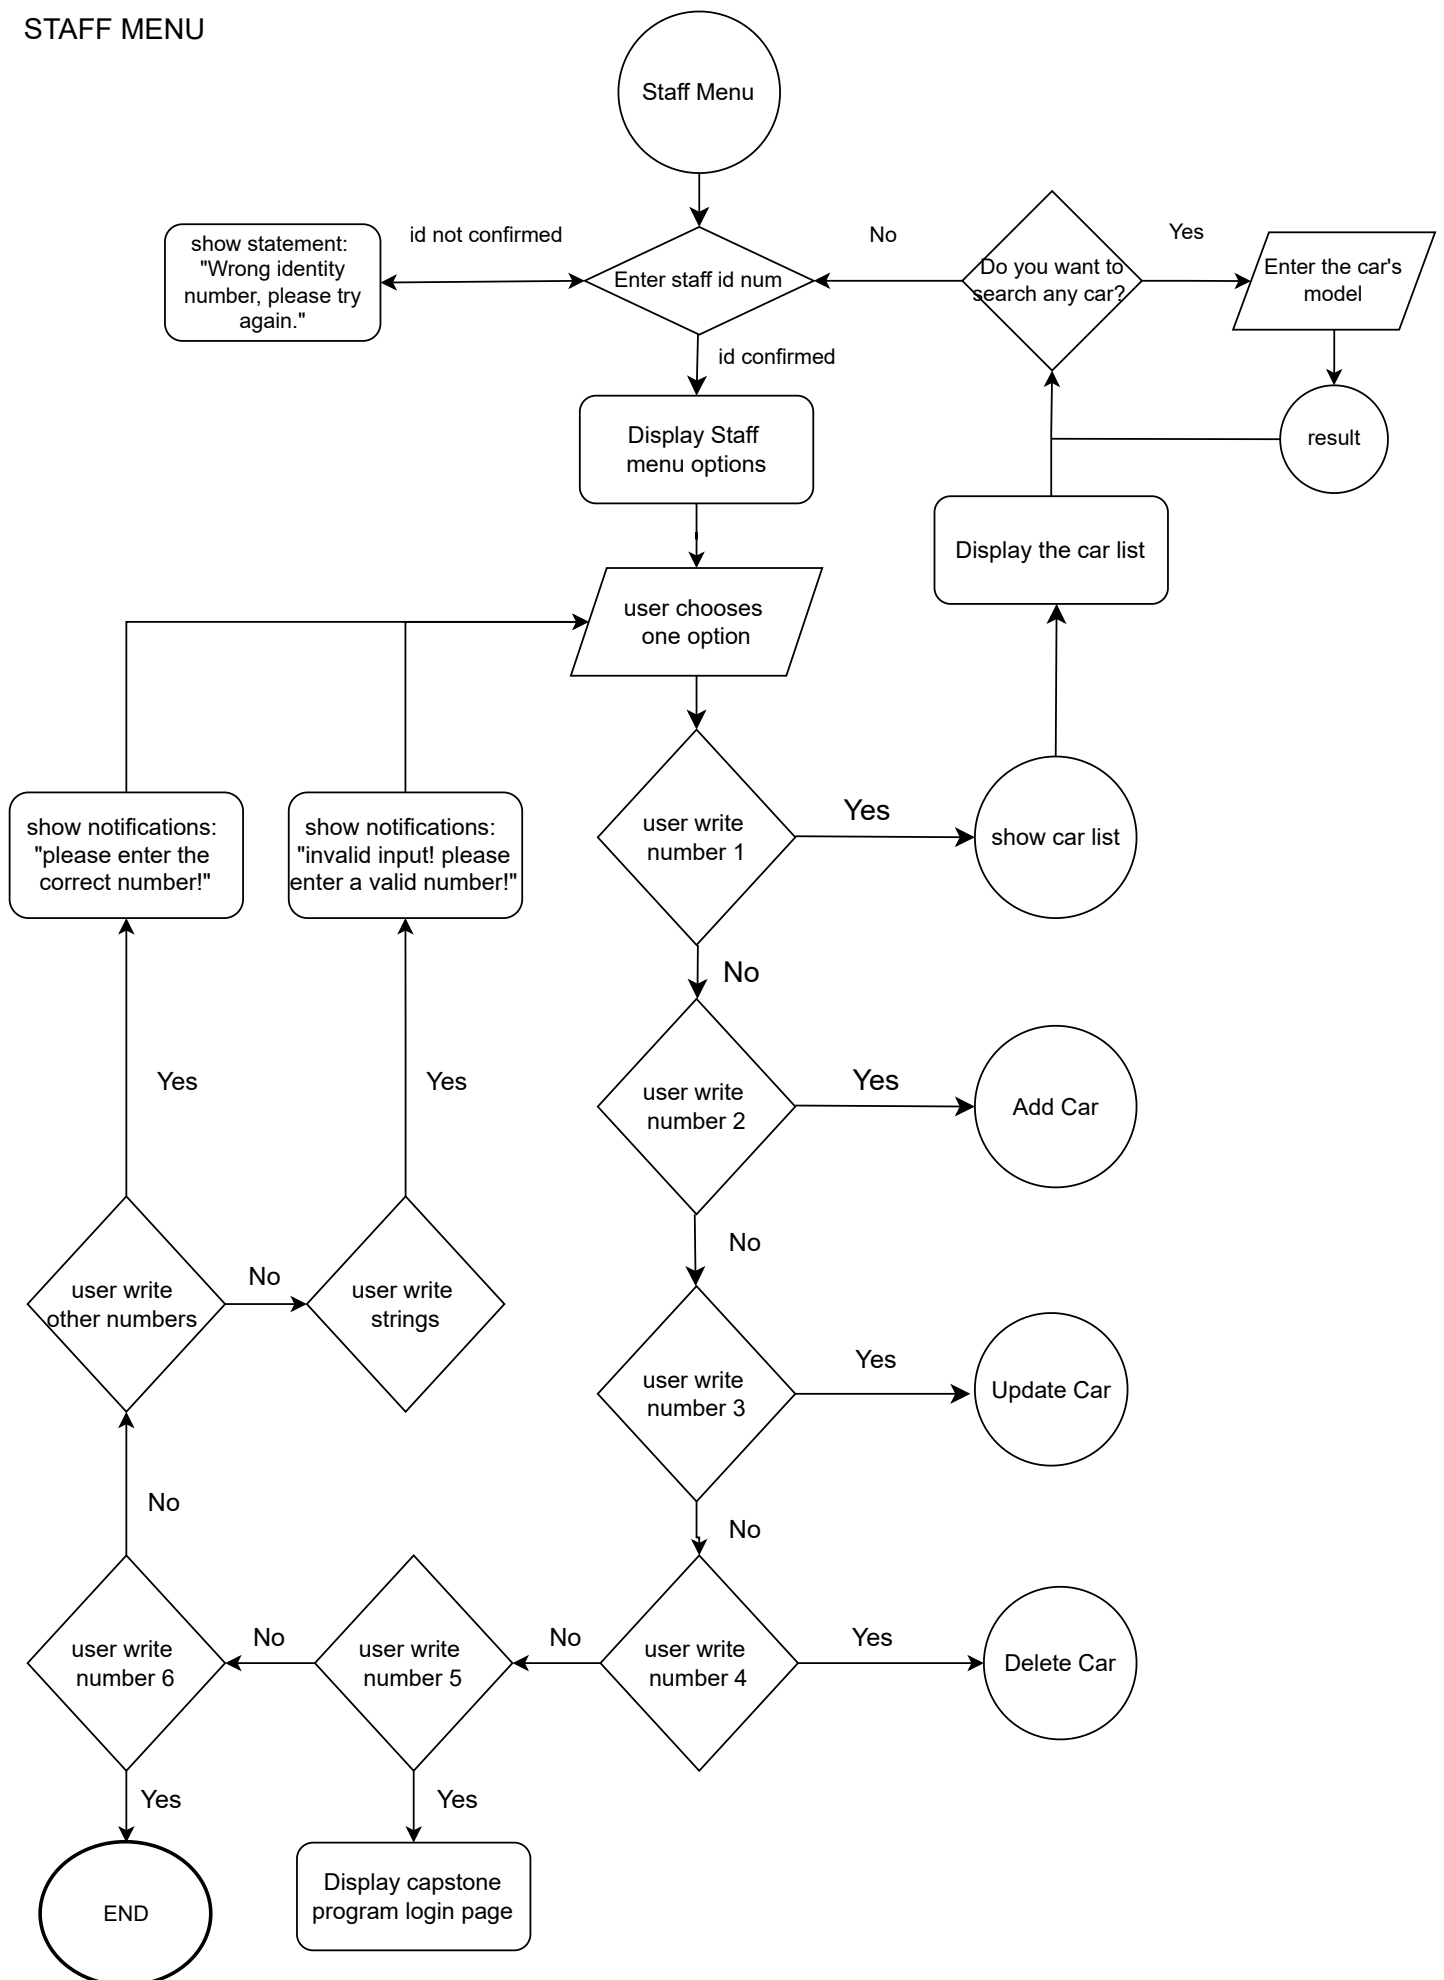 STAFF MENU
Staff Menu
show statement:
"Wrong identity
number, please try
again."
id not confirmed
Enter staff id num
No
Do you want to
search any car?
Yes
Enter the car's
model
id confirmed
Display Staff
menu options
result
Display the car list
user chooses
one option
show notifications:
"please enter the
correct number!"
show notifications:
"invalid input! please
enter a valid number!"
user write
number 1
Yes
show car list
No
Yes
Yes
user write
number 2
Yes
Add Car
No
user write
other numbers
No
user write
strings
user write
number 3
Yes
Update Car
No
No
user write
number 6
No
user write
number 5
No
user write
number 4
Yes
Delete Car
Yes
Yes
END
Display capstone
program login page